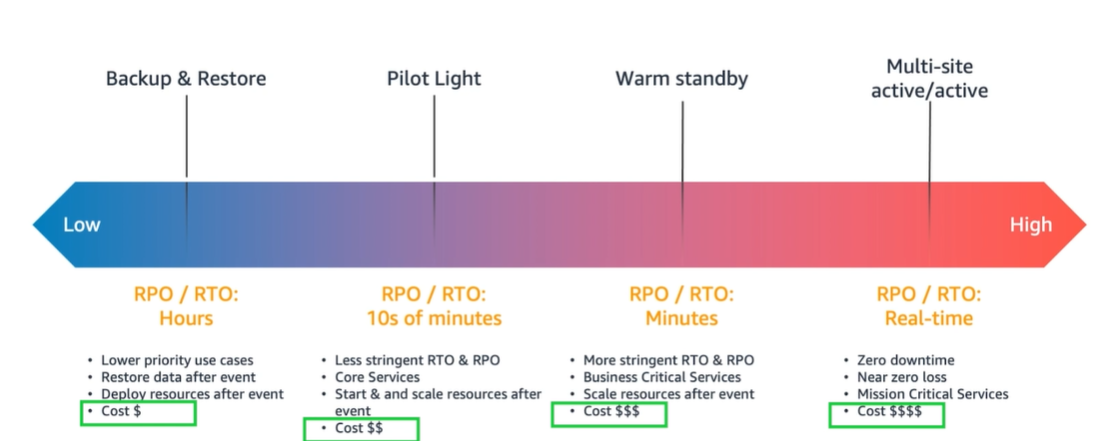 Backup & Restore
Pilot Light
Warm standby
Multi-site
active/active
Low
High
RPO / RTO:
Hours
RPO / RTO:
10s of minutes
RPO / RTO:
Minutes
RPO / RTO:
Real-time
• Lower priority use cases
• Restore data after event
• Deploy resources after event
• Cost $
• Less stringent RTO & RPO
• Core Services
• Start & and scale resources after
event
• Cost $$
• More stringent RTO & RPO
• Business Critical Services
• Scale resources after event
• Cost $$$
• Zero downtime
• Near zero loss
• Mission Critical Services
• Cost $$$$